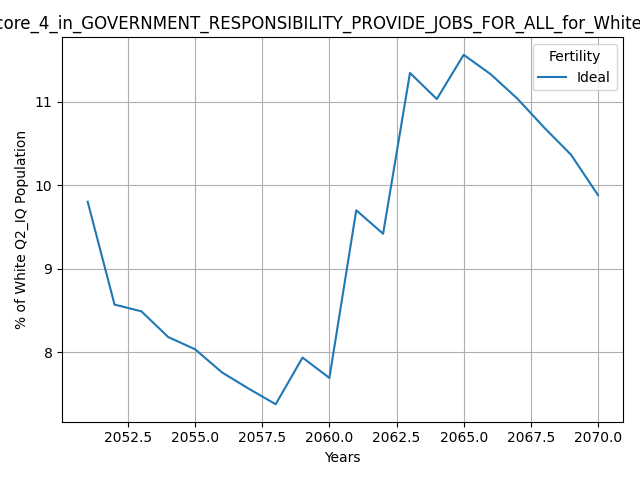 core_4_in_GOVERNMENT_RESPONSIBILITY_PROVIDE_JOBS_FOR_ALL_for_White
Fertility
Ideal
% of White Q2_IQ Population
11
10
9
8
2052.5 2055.0 2057.5 2060.0 2062.5 2065.0 2067.5 2070.0
Years